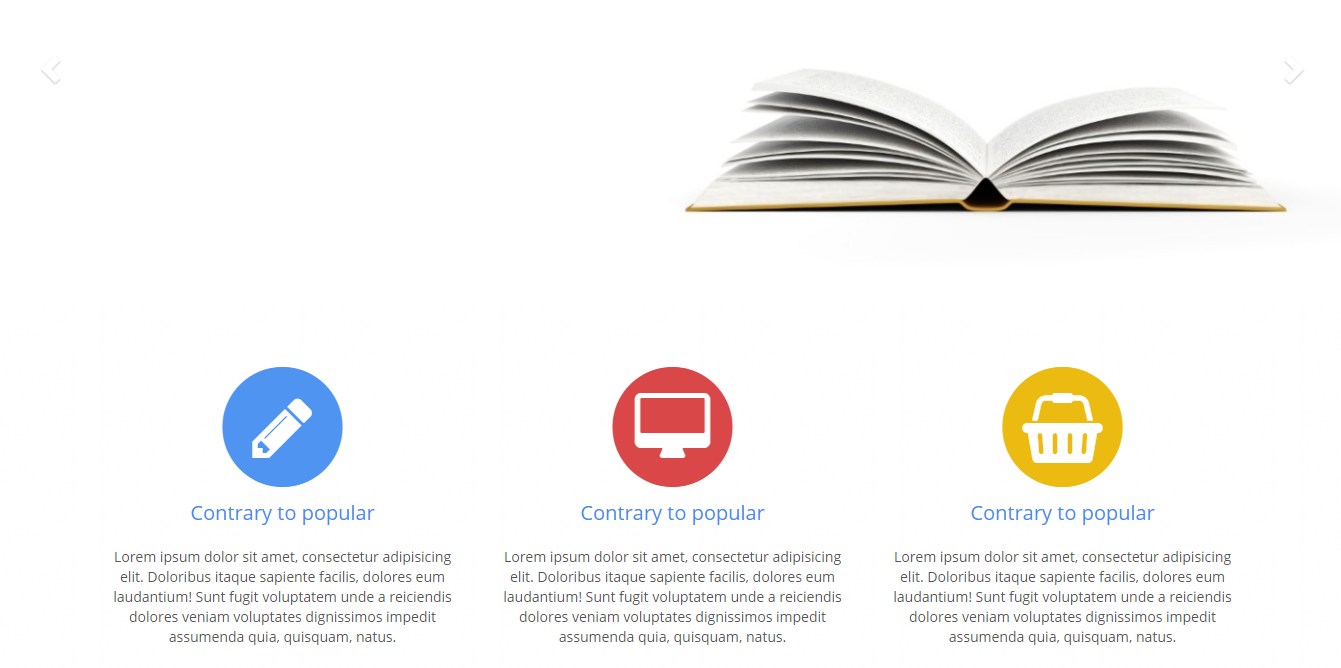 Contrary to popular
Lorem ipsum dolor sit amet, consectetur adipisicing
elit. Doloribus itaque sapiente facilis, dolores eum
laudantium! Sunt fugit voluptatem unde a reiciendis
dolores veniam voluptates dignissimos impedit
assumenda quia, quisquam, natus.
Contrary to popular
Lorem ipsum dolor sit amet, consectetur adipisicing
elit. Doloribus itaque sapiente facilis, dolores eum
laudantium! Sunt fugit voluptatem unde a reiciendis
dolores veniam voluptates dignissimos impedit
assumenda quia, quisquam, natus.
Contrary to popular
Lorem ipsum dolor sit amet, consectetur adipisicing
elit. Doloribus itaque sapiente facilis, dolores eum
laudantium! Sunt fugit voluptatem unde a reiciendis
dolores veniam voluptates dignissimos impedit
assumenda quia, quisquam, natus.